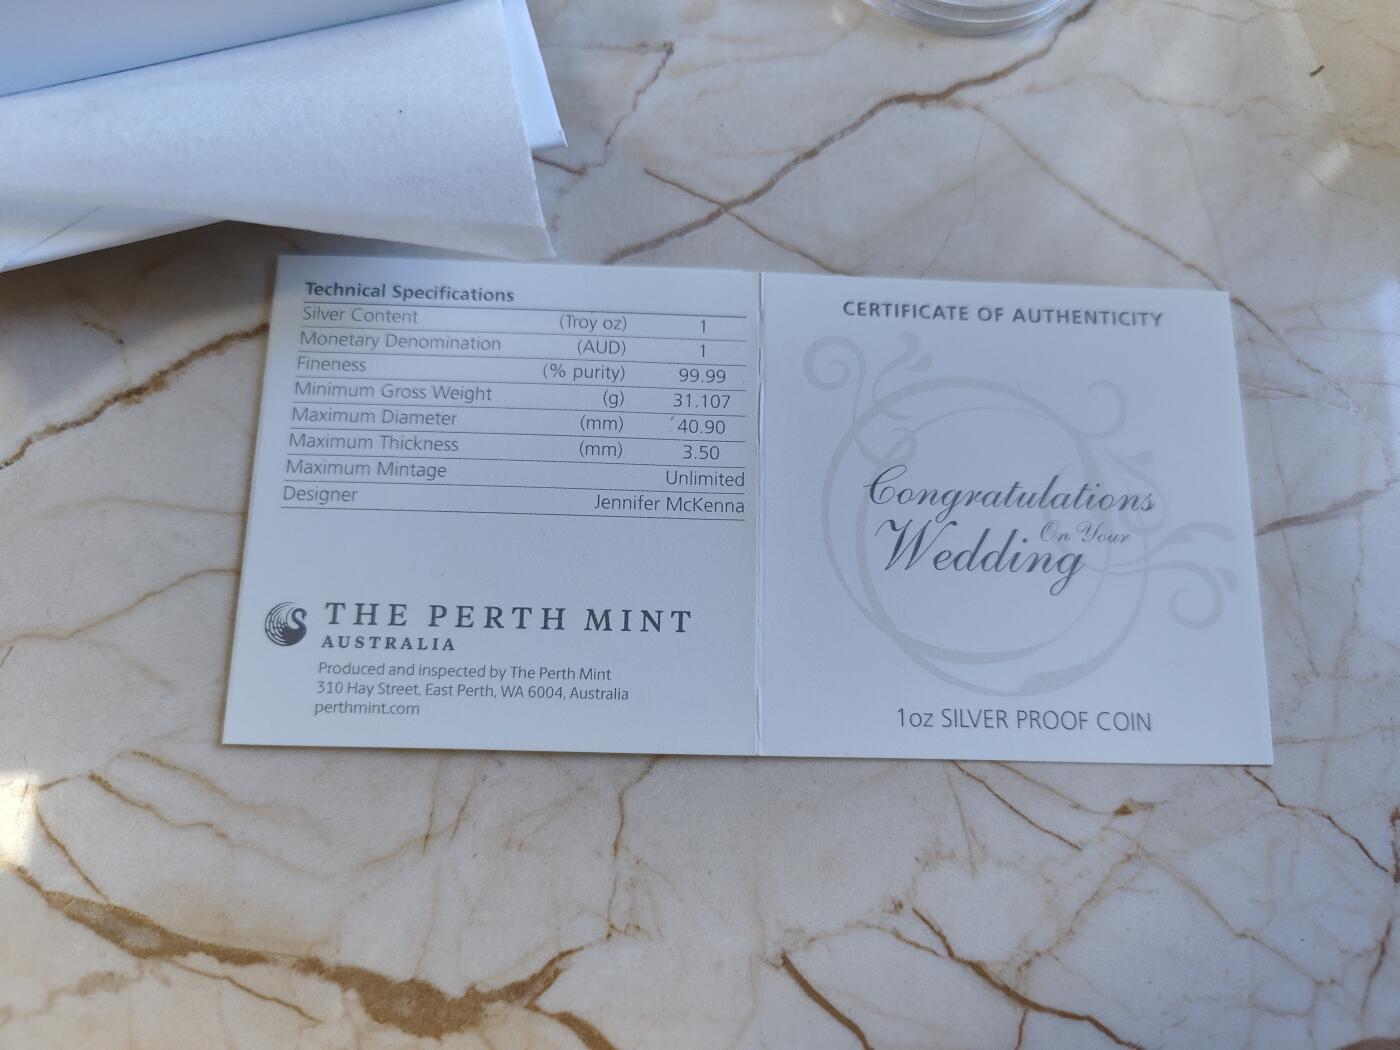 Technical Specifications
Silver Content (Troy oz) 1
Monetary Denomination (AUD) 1
Fineness (% purity) 99.99
Minimum Gross Weight (g) 31.107
Maximum Diameter (mm) 40.90
Maximum Thickness (mm) 3.50
Maximum Mintage Unlimited
Designer Jennifer McKenna
THE PERTH MINT
AUSTRALIA
Produced and inspected by The Perth Mint
310 Hay Street, East Perth, WA 6004, Australia
perthmint.com
CERTIFICATE OF AUTHENTICITY
Congratulations
On Your
Wedding
1oz SILVER PROOF COIN